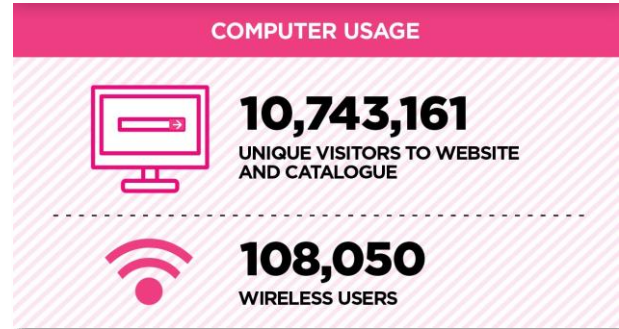 COMPUTER USAGE
10,743,161
UNIQUE VISITORS TO WEBSITE
AND CATALOGUE
108,050
WIRELESS USERS